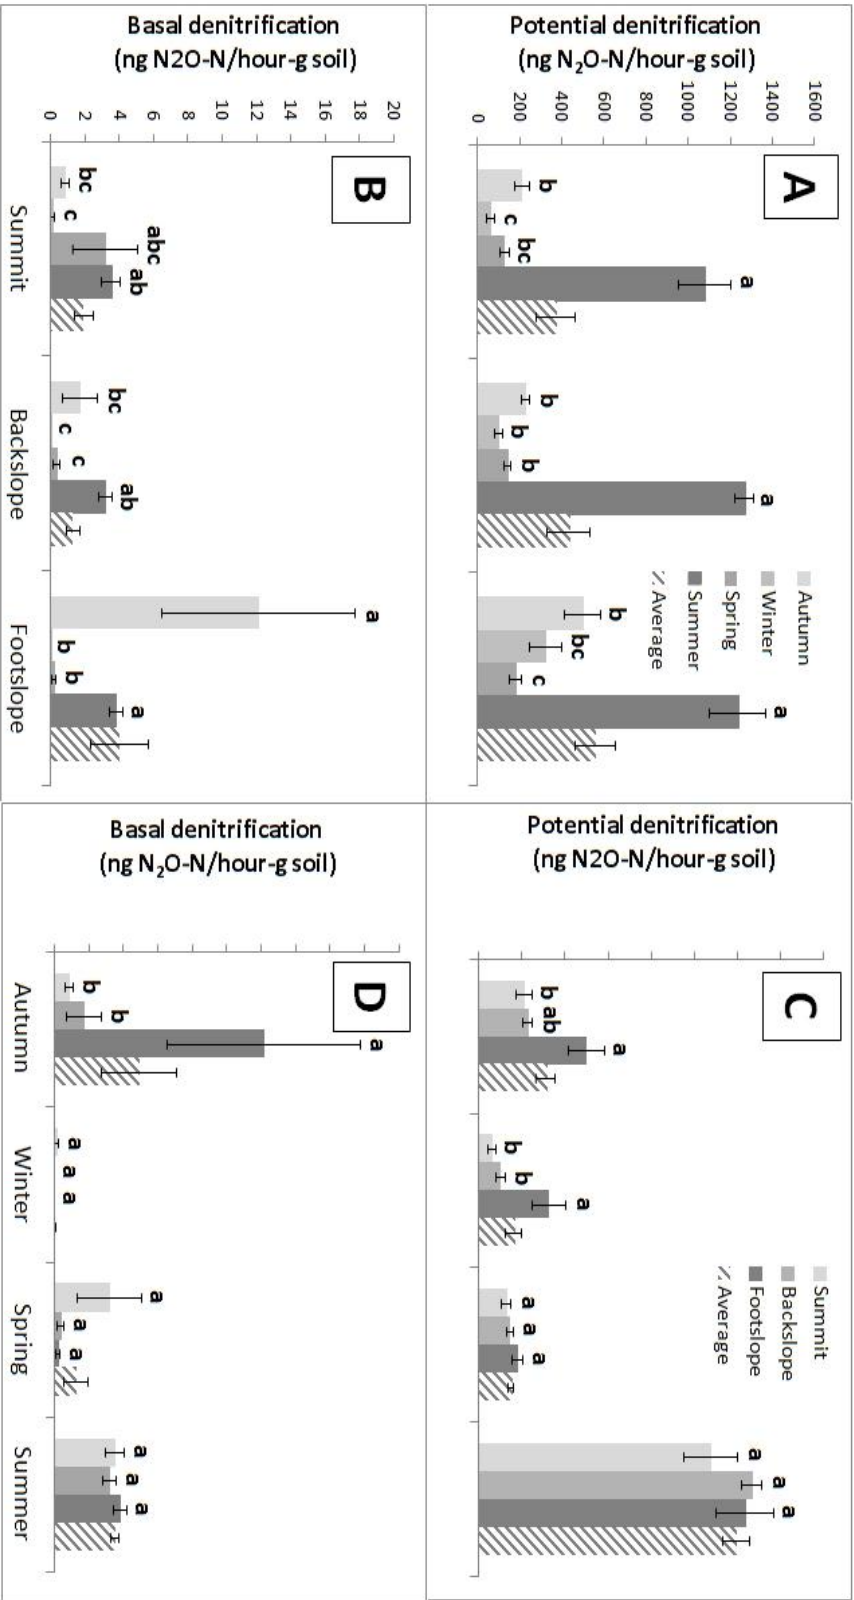 Potential denitrification
(ng N₂O-N/hour-g soil)
1600
1400
1200
1000
800
600
400
200
0
A
b
c
bc
a
b
b
b
a
b
bc
c
a
Autumn
Winter
Spring
Summer
Average
Potential denitrification
(ng N2O-N/hour-g soil)
C
b
ab
a
b
b
a
a
a
a
a
a
a
Summit
Backslope
Footslope
Average
Basal denitrification
(ng N2O-N/hour-g soil)
20
18
16
14
12
10
8
6
4
2
0
B
bc
c
abc
ab
bc
c
c
ab
a
b
b
a
Summit
Backslope
Footslope
Basal denitrification
(ng N₂O-N/hour-g soil)
D
b
b
a
a
a
a
a
a
a
a
a
a
Autumn
Winter
Spring
Summer